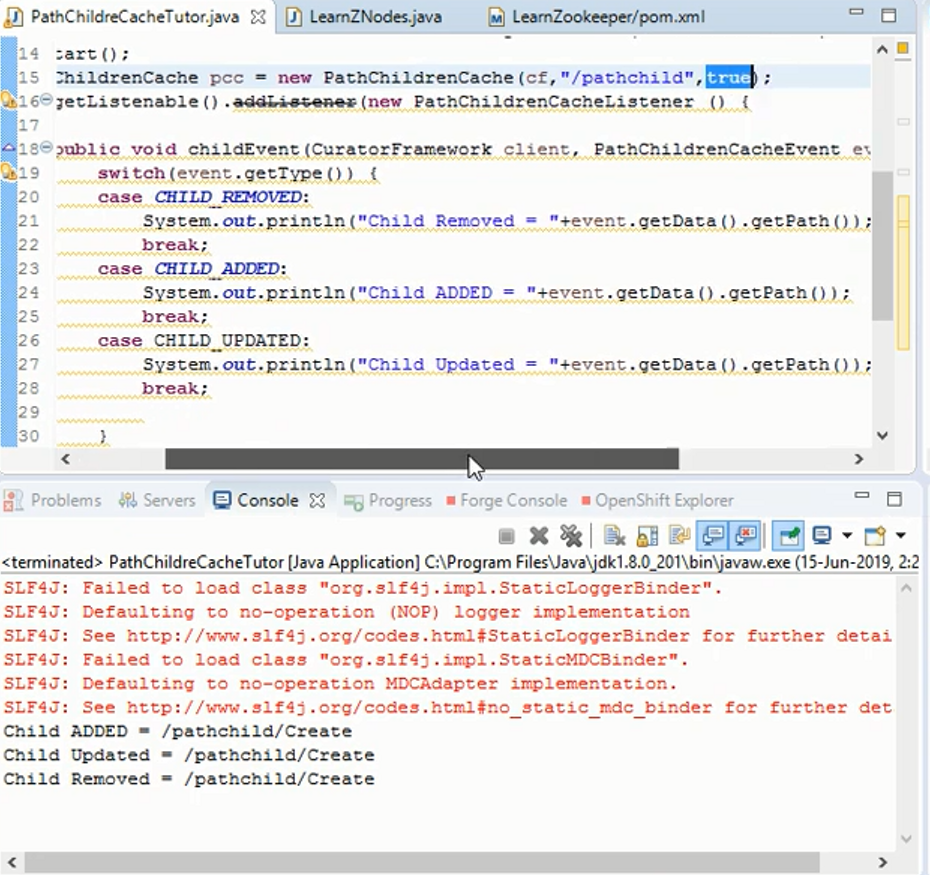 PathChildreCacheTutor.java LearnZNodes.java LearnZookeeper/pom.xml
14 tart();
15 ChildrenCache pcc = new PathChildrenCache(cf,"/pathchild",true);
16 getListenable().addListener(new PathChildrenCacheListener () {
17
18 public void childEvent(CuratorFramework client, PathChildrenCacheEvent ev
19 switch(event.getType()) {
20 case CHILD_REMOVED:
21 System.out.println("Child Removed = "+event.getData().getPath());
22 break;
23 case CHILD_ADDED:
24 System.out.println("Child ADDED = "+event.getData().getPath());
25 break;
26 case CHILD_UPDATED:
27 System.out.println("Child Updated = "+event.getData().getPath());
28 break;
29
30 }
Problems Servers Console Progress Forge Console OpenShift Explorer
<terminated> PathChildreCacheTutor [Java Application] C:\Program Files\Java\jdk1.8.0_201\bin\javaw.exe (15-Jun-2019, 2:2
SLF4J: Failed to load class "org.slf4j.impl.StaticLoggerBinder".
SLF4J: Defaulting to no-operation (NOP) logger implementation
SLF4J: See http://www.slf4j.org/codes.html#StaticLoggerBinder for further detai
SLF4J: Failed to load class "org.slf4j.impl.StaticMDCBinder".
SLF4J: Defaulting to no-operation MDCAdapter implementation.
SLF4J: See http://www.slf4j.org/codes.html#no_static_mdc_binder for further det
Child ADDED = /pathchild/Create
Child Updated = /pathchild/Create
Child Removed = /pathchild/Create